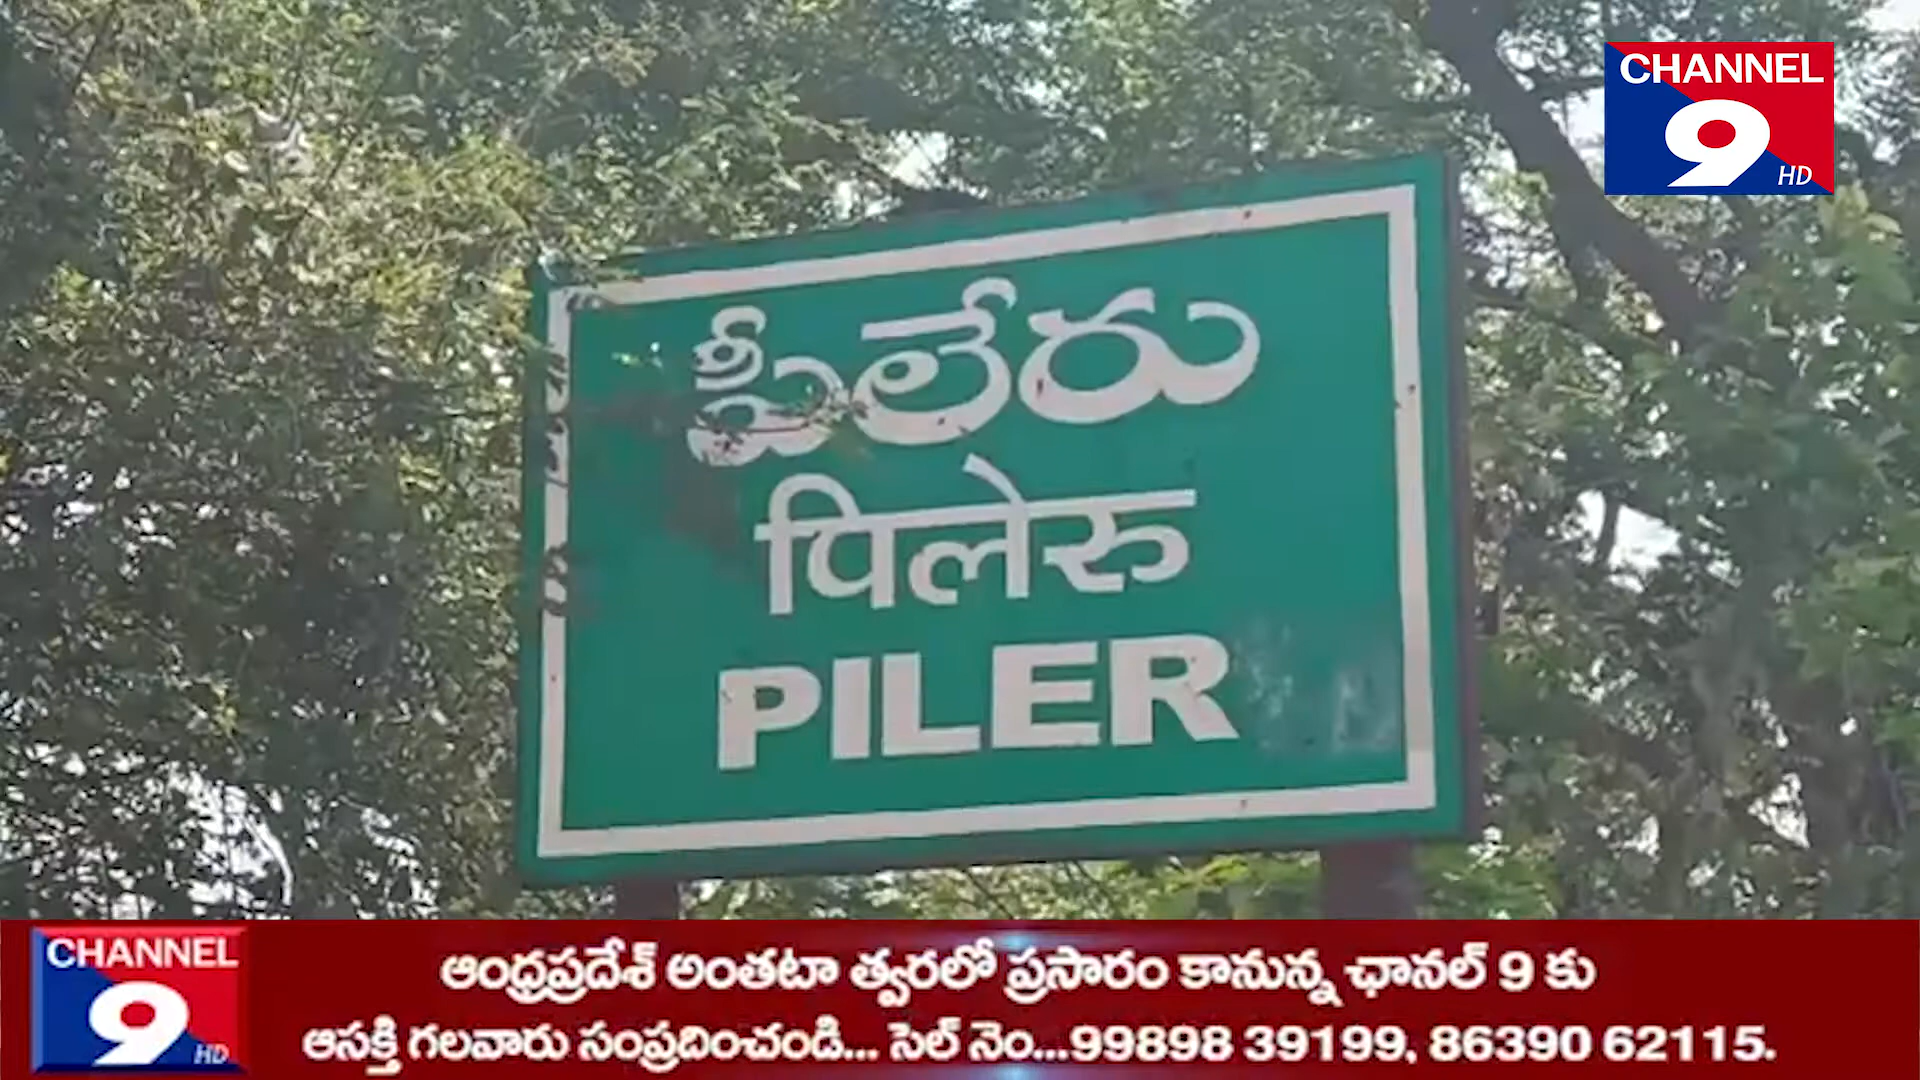 CHANNEL
9
HD
పీలేరు
पिलेरु
PILER
CHANNEL
9
HD
ఆంధ్రప్రదేశ్ అంతటా త్వరలో ప్రసారం కానున్న ఛానల్ 9 కు
ఆసక్తి గలవారు సంప్రదించండి... సెల్ నెం...99898 39199, 86390 62115.